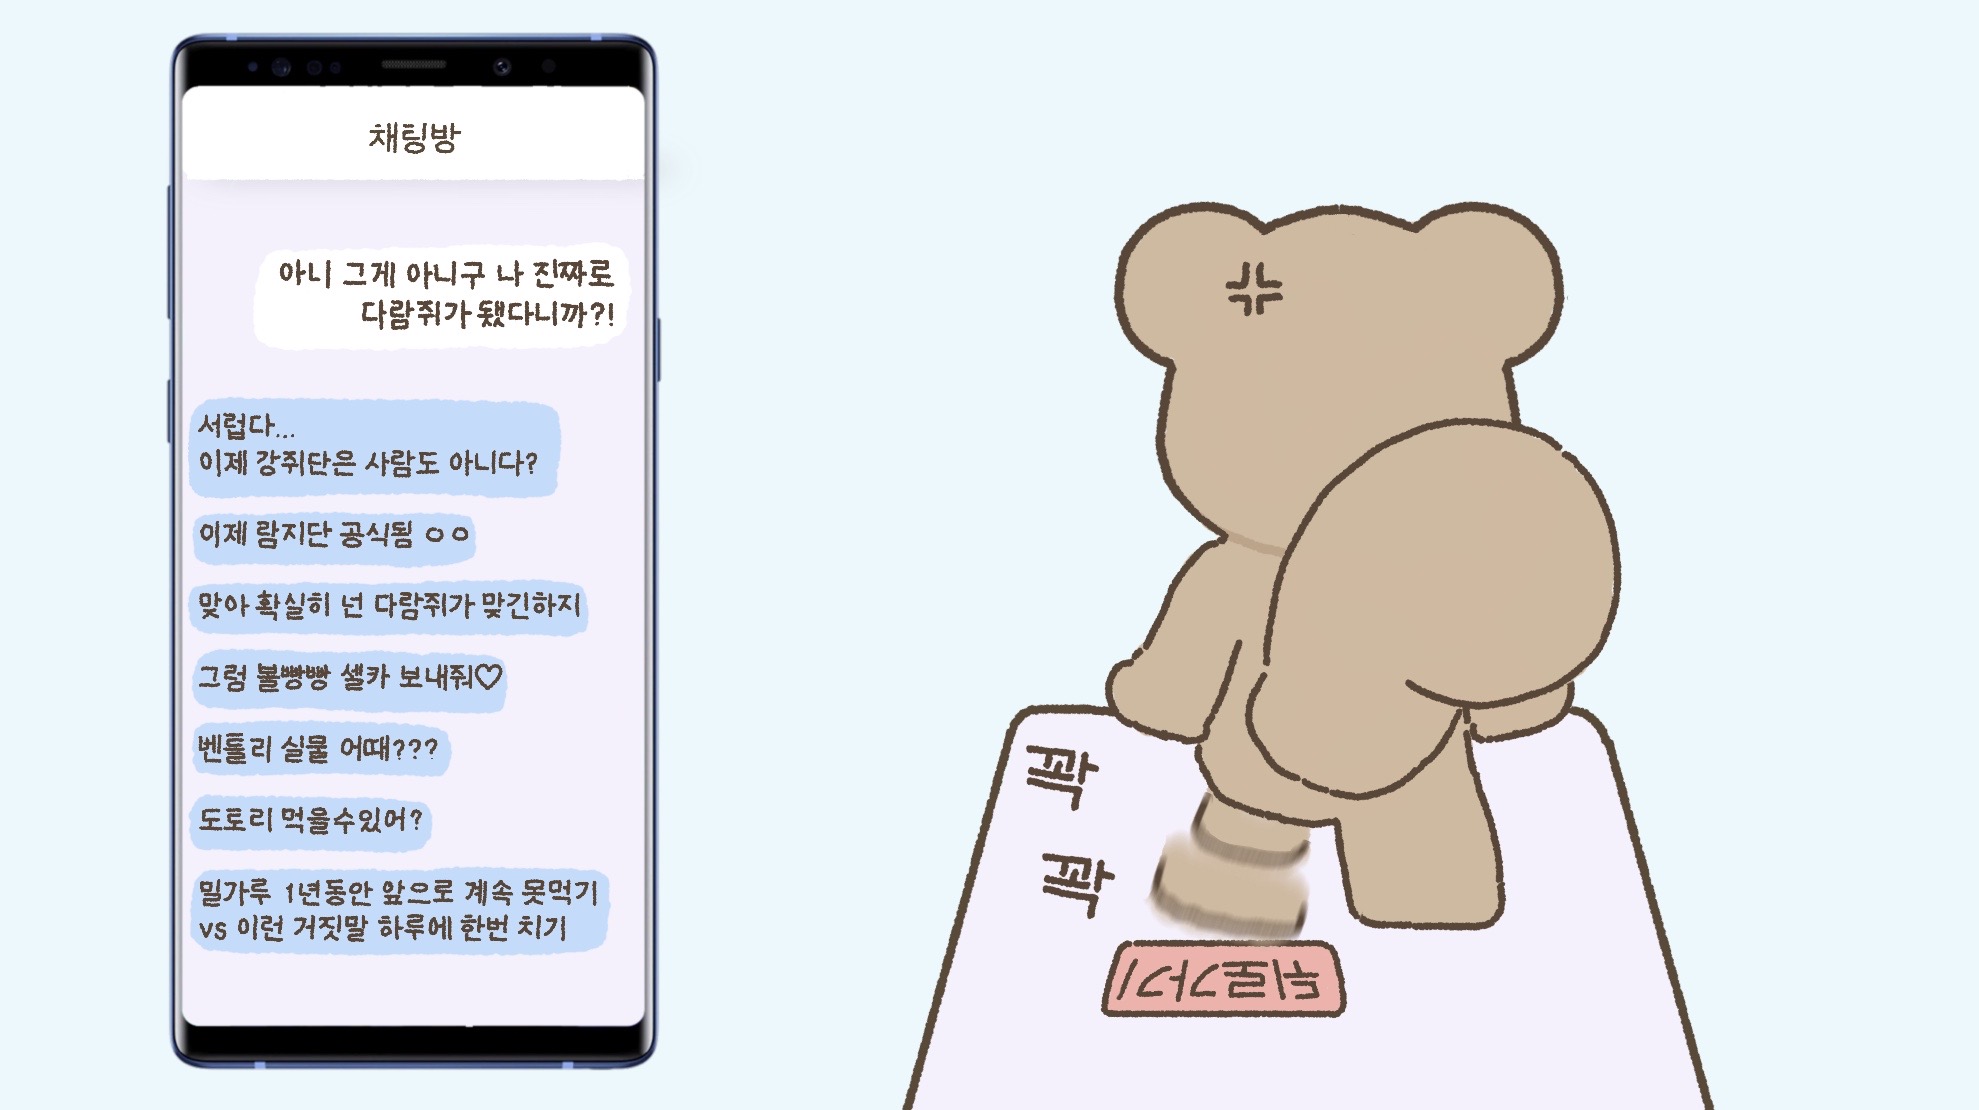 채팅방
아니 그게 아니구 나 진짜로
다람쥐가 됐다니까?!
서럽다...
이제 강쥐단은 사람도 아니다?
이제 람지단 공식됨 ㅇㅇ
맞아 확실히 넌 다람쥐가 맞긴하지
그럼 볼빵빵 셀카 보내줘♡
벤틀리 실물 어때???
도토리 먹을수있어?
밀가루 1년동안 앞으로 계속 못먹기
vs 이런 거짓말 하루에 한번 치기
꽉
꽉
뒤로가기